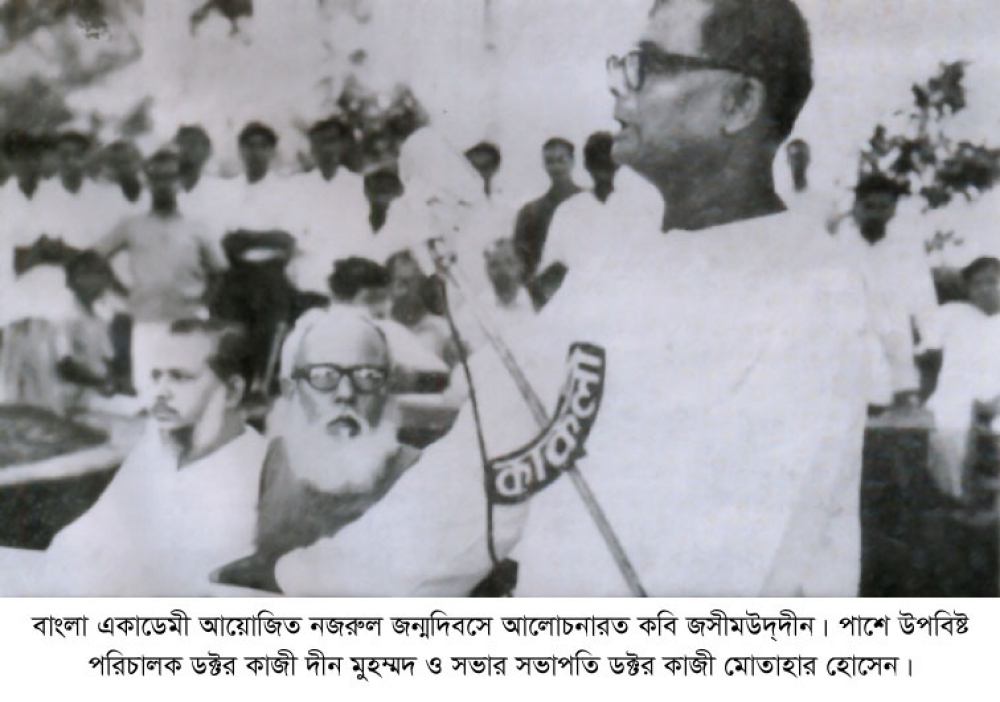 কাকলী
বাংলা একাডেমী আয়োজিত নজরুল জন্মদিবসে আলোচনারত কবি জসীমউদ্‌দীন। পাশে উপবিষ্ট
পরিচালক ডক্টর কাজী দীন মুহম্মদ ও সভার সভাপতি ডক্টর কাজী মোতাহার হোসেন।